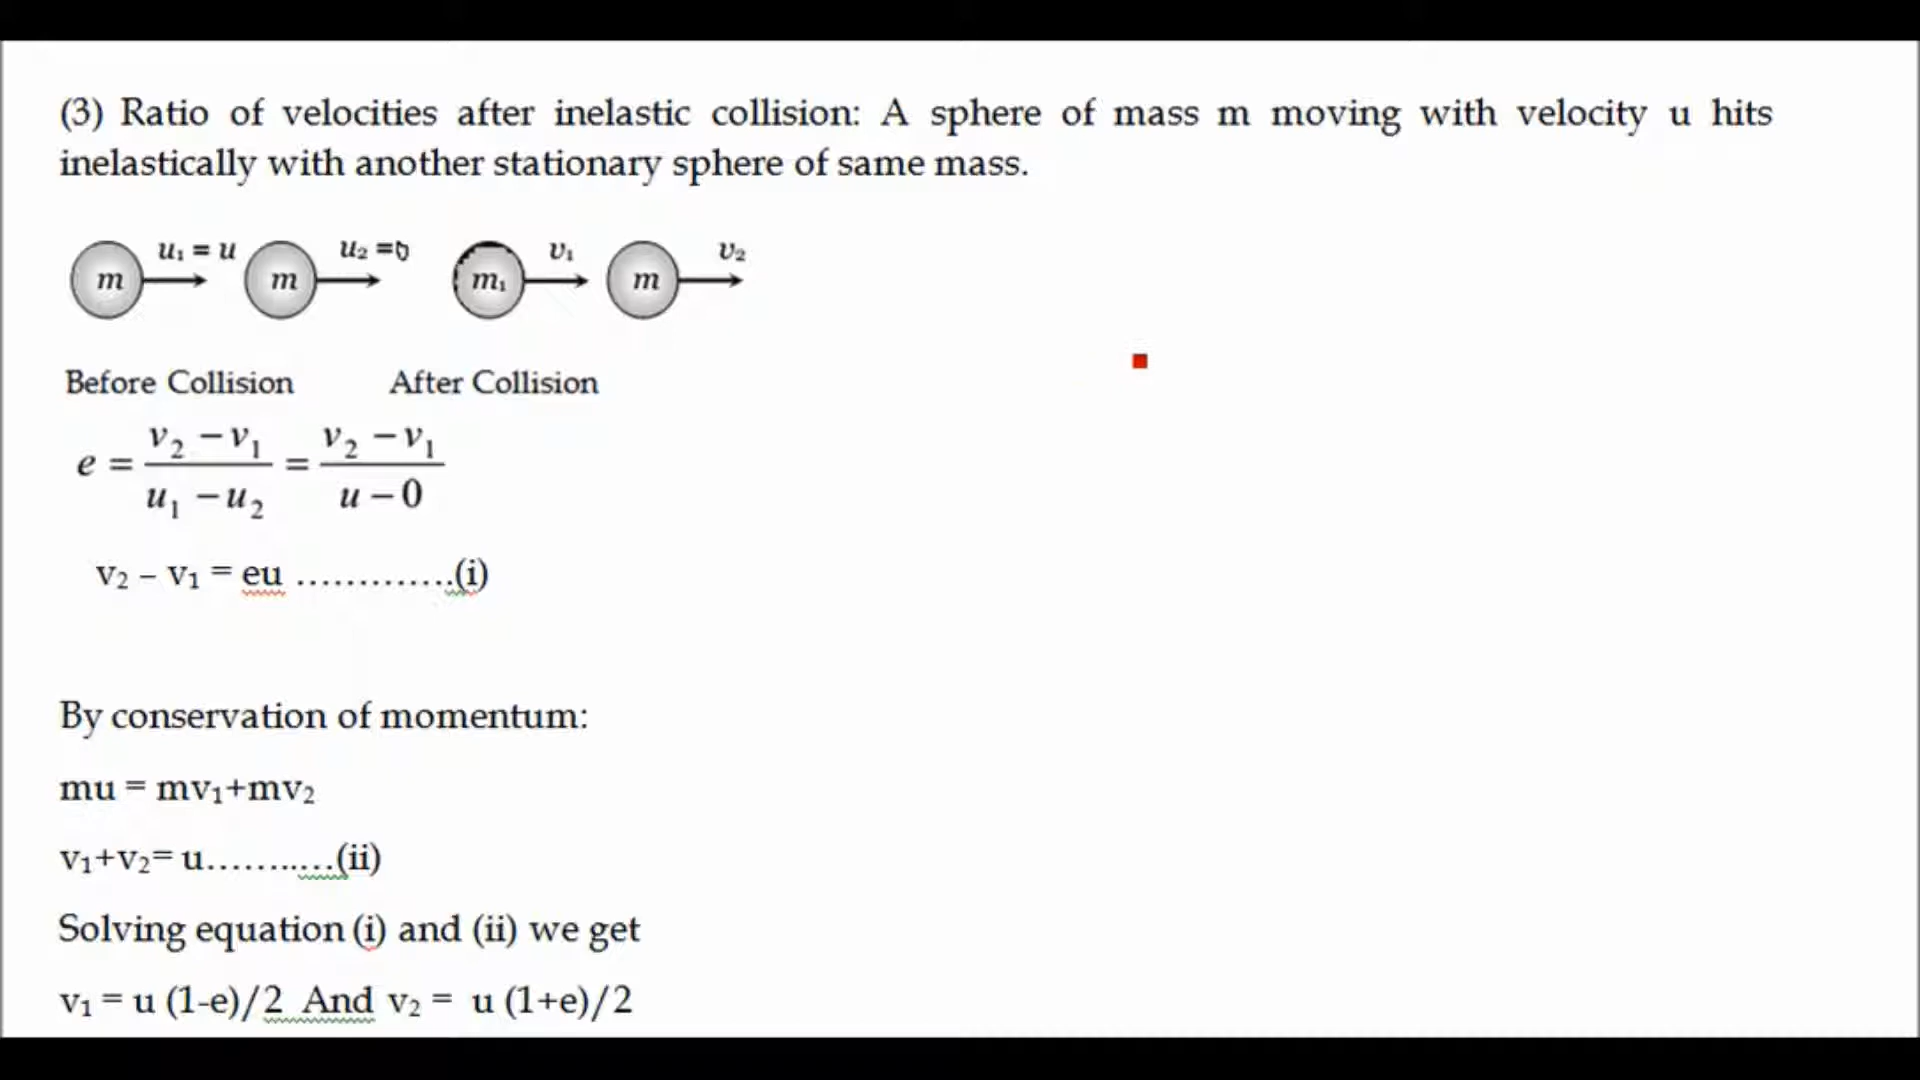 (3) Ratio of velocities after inelastic collision: A sphere of mass m moving with velocity u hits
inelastically with another stationary sphere of same mass.
m u₁ = u m u₂ =0 m₁ v₁ m v₂
Before Collision After Collision
e = (v₂ − v₁)/(u₁ − u₂) = (v₂ − v₁)/(u − 0)
v₂ – v₁ = eu .............(i)
By conservation of momentum:
mu = mv₁+mv₂
v₁+v₂= u...........(ii)
Solving equation (i) and (ii) we get
v₁ = u (1-e)/2 And v₂ = u (1+e)/2